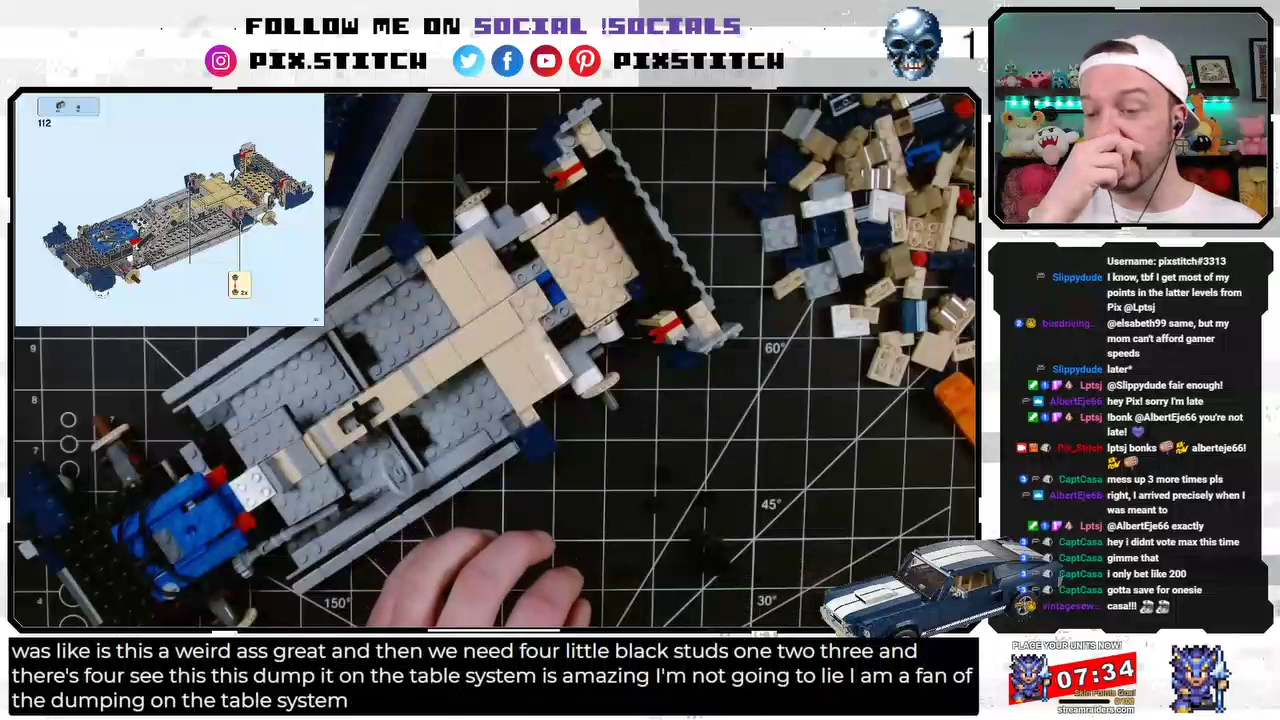 FOLLOW ME ON SOCIAL !SOCIALS
PIX.STITCH
PIXSTITCH
1
112
2x
9
8
7
4
60°
45°
30°
150°
Username: pixstitch#3313
Slippydude I know, tbf I get most of my
points in the latter levels from
Pix @Lptsj
busdriving... @elsabeth99 same, but my
mom can't afford gamer
speeds
Slippydude later*
Lptsj @Slippydude fair enough!
AlbertEje66 hey Pix! sorry I'm late
Lptsj !bonk @AlbertEje66 you're not
late!
Pix_Stitch lptsj bonks alberteje66!
CaptCasa mess up 3 more times pls
AlbertEje66 right, I arrived precisely when I
was meant to
Lptsj @AlbertEje66 exactly
CaptCasa hey i didnt vote max this time
CaptCasa gimme that
CaptCasa i only bet like 200
CaptCasa gotta save for onesie
vintagesew... casa!!!
was like is this a weird ass great and then we need four little black studs one two three and
there's four see this this dump it on the table system is amazing I'm not going to lie I am a fan of
the dumping on the table system
PLACE YOUR UNITS NOW!
07:34
streamraiders.com